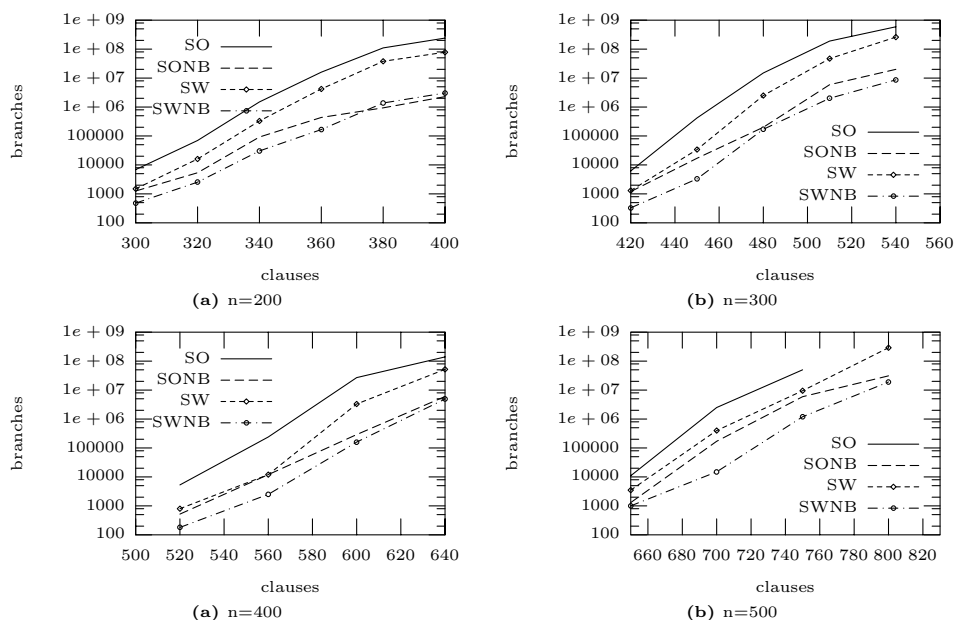 1e + 09
1e + 08
1e + 07
1e + 06
100000
10000
1000
100
branches
SO
SONB
SW
SWNB
300 320 340 360 380 400
clauses
(a) n=200
1e + 09
1e + 08
1e + 07
1e + 06
100000
10000
1000
100
branches
SO
SONB
SW
SWNB
420 440 460 480 500 520 540 560
clauses
(b) n=300
1e + 09
1e + 08
1e + 07
1e + 06
100000
10000
1000
100
branches
SO
SONB
SW
SWNB
500 520 540 560 580 600 620 640
clauses
(a) n=400
1e + 09
1e + 08
1e + 07
1e + 06
100000
10000
1000
100
branches
SO
SONB
SW
SWNB
660 680 700 720 740 760 780 800 820
clauses
(b) n=500